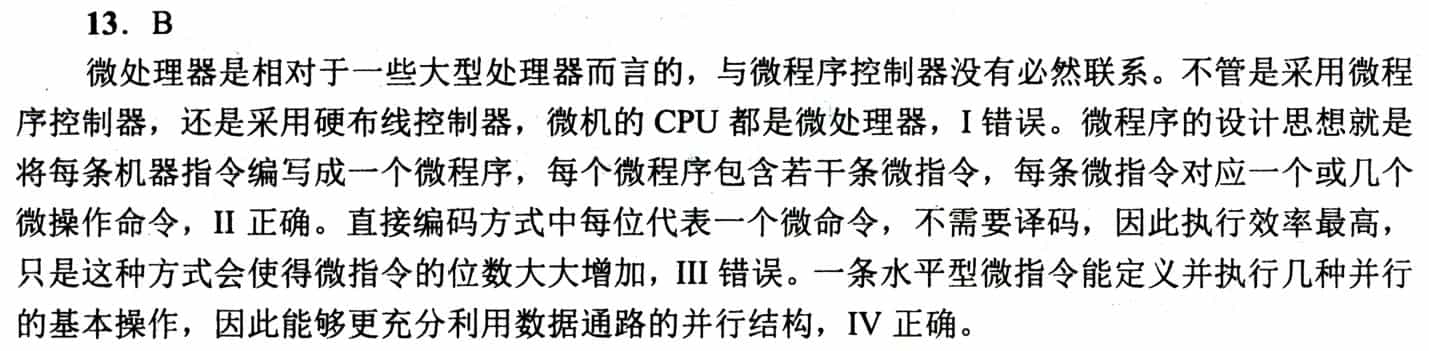 13. B
微处理器是相对于一些大型处理器而言的，与微程序控制器没有必然联系。不管是采用微程
序控制器，还是采用硬布线控制器，微机的 CPU 都是微处理器，I 错误。微程序的设计思想就是
将每条机器指令编写成一个微程序，每个微程序包含若干条微指令，每条微指令对应一个或几个
微操作命令，II 正确。直接编码方式中每位代表一个微命令，不需要译码，因此执行效率最高，
只是这种方式会使得微指令的位数大大增加，III 错误。一条水平型微指令能定义并执行几种并行
的基本操作，因此能够更充分利用数据通路的并行结构，IV 正确。